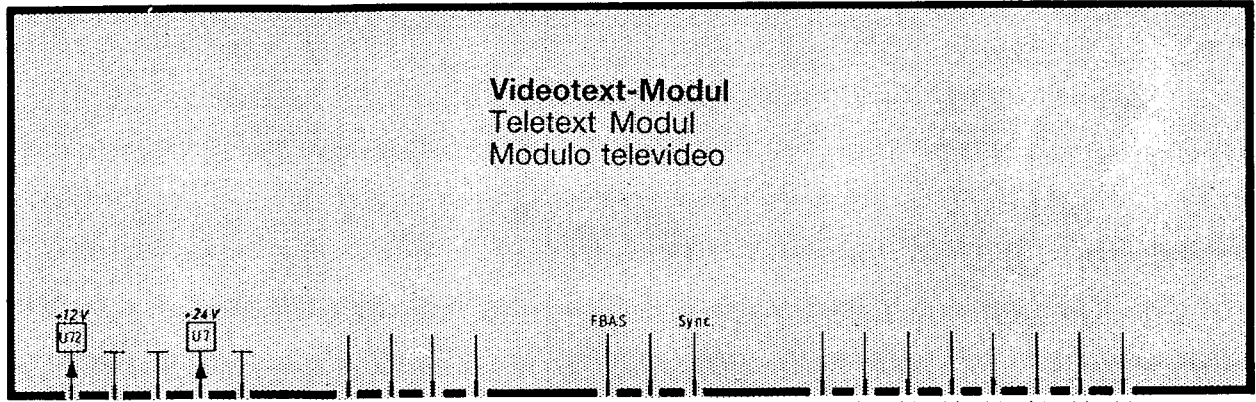 Videotext-Modul
Teletext Modul
Modulo televideo
+12V
+24V
U72
U7
FBAS
Sync.